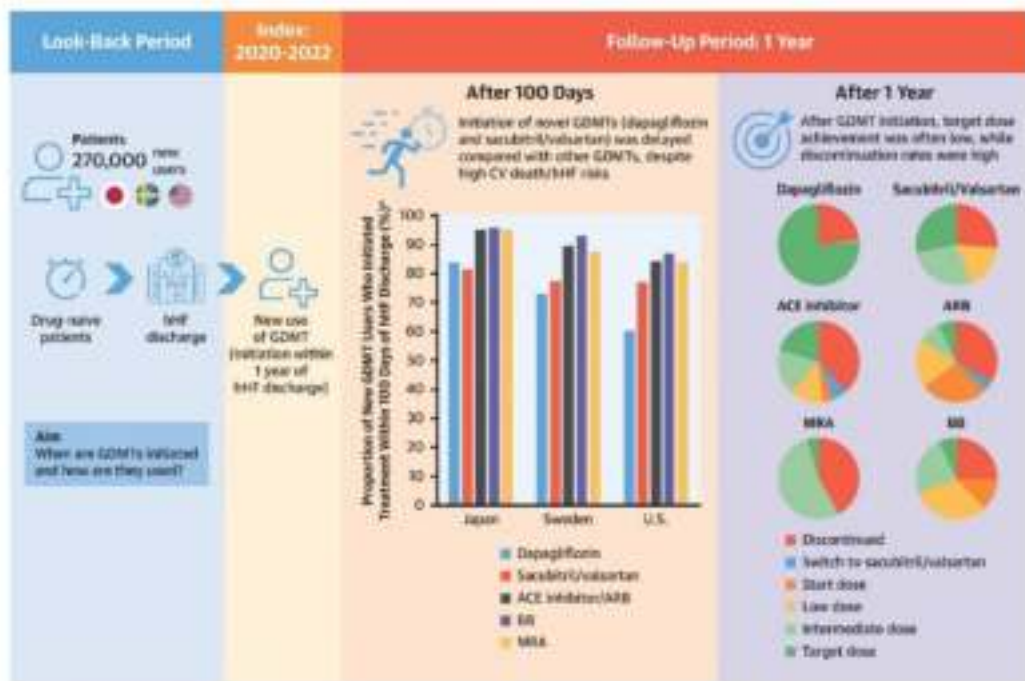 Look-Back Period
Index:
2020-2022
Follow-Up Period: 1 Year
Patients
270,000 new
users
Drug-naive
patients
hHF
discharge
New use
of GDMT
(initiation within
1 year of
hHF discharge)
Aim
When are GDMTs initiated
and how are they used?
After 100 Days
Initiation of novel GDMTs (dapagliflozin
and sacubitril/valsartan) was delayed
compared with other GDMTs, despite
high CV death/hHF risks
Proportion of New GDMT Users Who Initiated
Treatment Within 100 Days of hHF Discharge (%)
100
90
80
70
60
50
40
30
20
10
0
Japan
Sweden
U.S.
Dapagliflozin
Sacubitril/valsartan
ACE inhibitor/ARB
BB
MRA
After 1 Year
After GDMT initiation, target dose
achievement was often low, while
discontinuation rates were high
Dapagliflozin
Sacubitril/Valsartan
ACE Inhibitor
ARB
MRA
BB
Discontinued
Switch to sacubitril/valsartan
Start dose
Low dose
Intermediate dose
Target dose